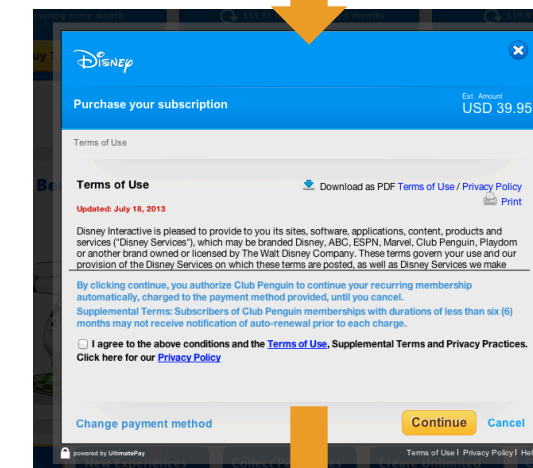 every month
Disney
Purchase your subscription
Est. Amount
USD 39.95
Terms of Use
Terms of Use
Download as PDF Terms of Use / Privacy Policy
Print
Updated: July 18, 2013
Disney Interactive is pleased to provide to you its sites, software, applications, content, products and
services ("Disney Services"), which may be branded Disney, ABC, ESPN, Marvel, Club Penguin, Playdom
or another brand owned or licensed by The Walt Disney Company. These terms govern your use and our
provision of the Disney Services on which these terms are posted, as well as Disney Services we make
By clicking continue, you authorize Club Penguin to continue your recurring membership
automatically, charged to the payment method provided, until you cancel.
Supplemental Terms: Subscribers of Club Penguin memberships with durations of less than six (6)
months may not receive notification of auto-renewal prior to each charge.
I agree to the above conditions and the Terms of Use, Supplemental Terms and Privacy Practices.
Click here for our Privacy Policy
Change payment method
Continue
Cancel
powered by UltimatePay
Terms of Use | Privacy Policy | Hel
New Experiences